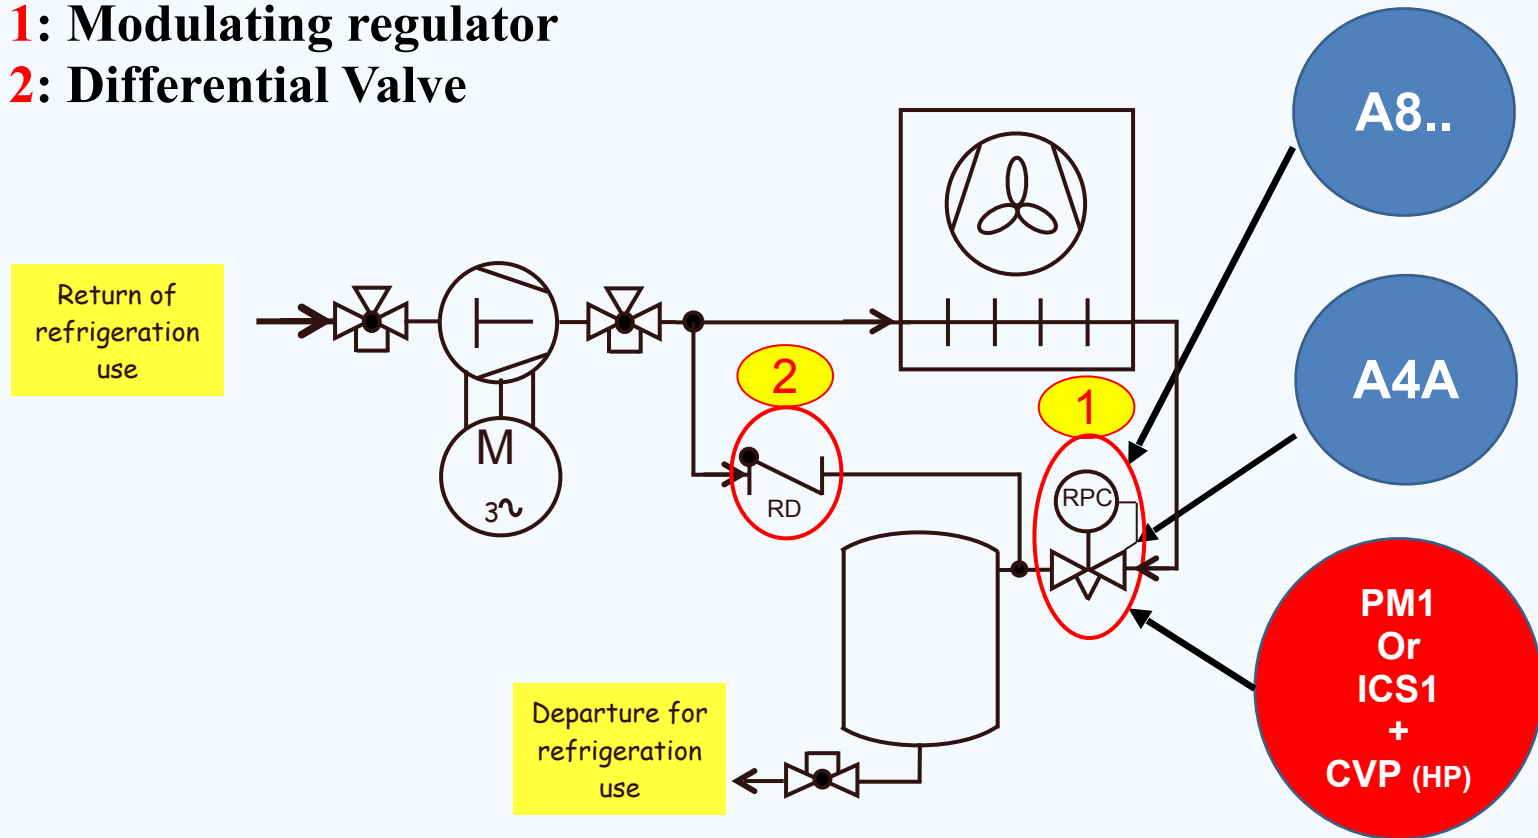 1: Modulating regulator
2: Differential Valve
A8..
Return of
refrigeration
use
2
1
A4A
M
3~
RD
RPC
PM1
Or
ICS1
+
CVP (HP)
Departure for
refrigeration
use